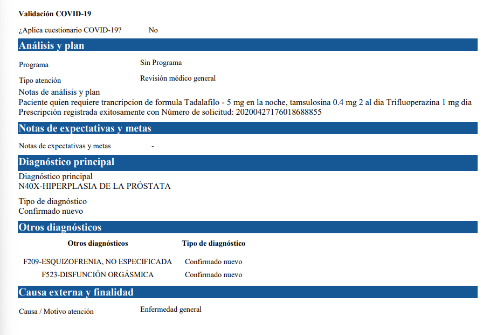 Validación COVID-19
¿Aplica cuestionario COVID-19? No
Análisis y plan
Programa Sin Programa
Tipo atención Revisión médico general
Notas de análisis y plan
Paciente quien requiere trancripcion de formula Tadalafilo - 5 mg en la noche, tamsulosina 0.4 mg 2 al dia Trifluoperazina 1 mg dia
Prescripción registrada exitosamente con Número de solicitud: 20200427176018688855
Notas de expectativas y metas
Notas de expectativas y metas -
Diagnóstico principal
Diagnóstico principal
N40X-HIPERPLASIA DE LA PRÓSTATA
Tipo de diagnóstico
Confirmado nuevo
Otros diagnósticos
Otros diagnósticos Tipo de diagnóstico
F209-ESQUIZOFRENIA, NO ESPECIFICADA Confirmado nuevo
F523-DISFUNCIÓN ORGÁSMICA Confirmado nuevo
Causa externa y finalidad
Causa / Motivo atención Enfermedad general